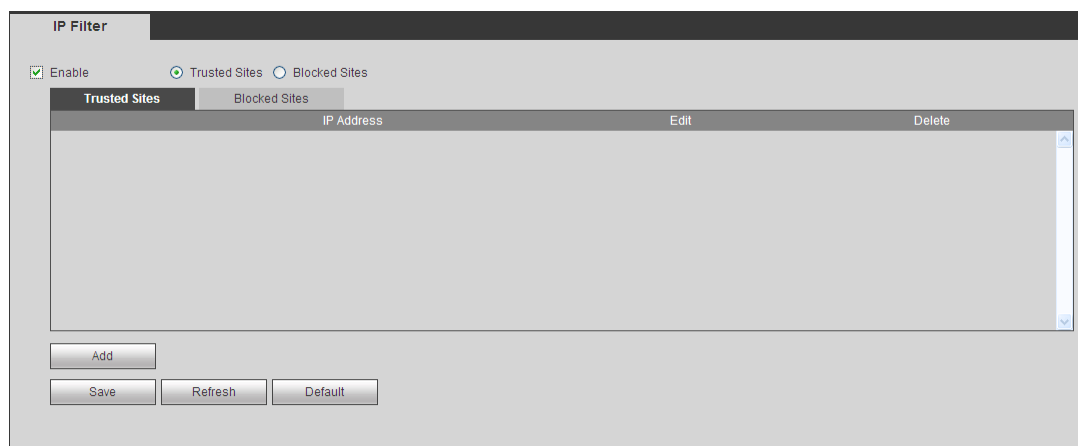 IP Filter
Enable Trusted Sites Blocked Sites
Trusted Sites Blocked Sites
IP Address Edit Delete
Add
Save Refresh Default